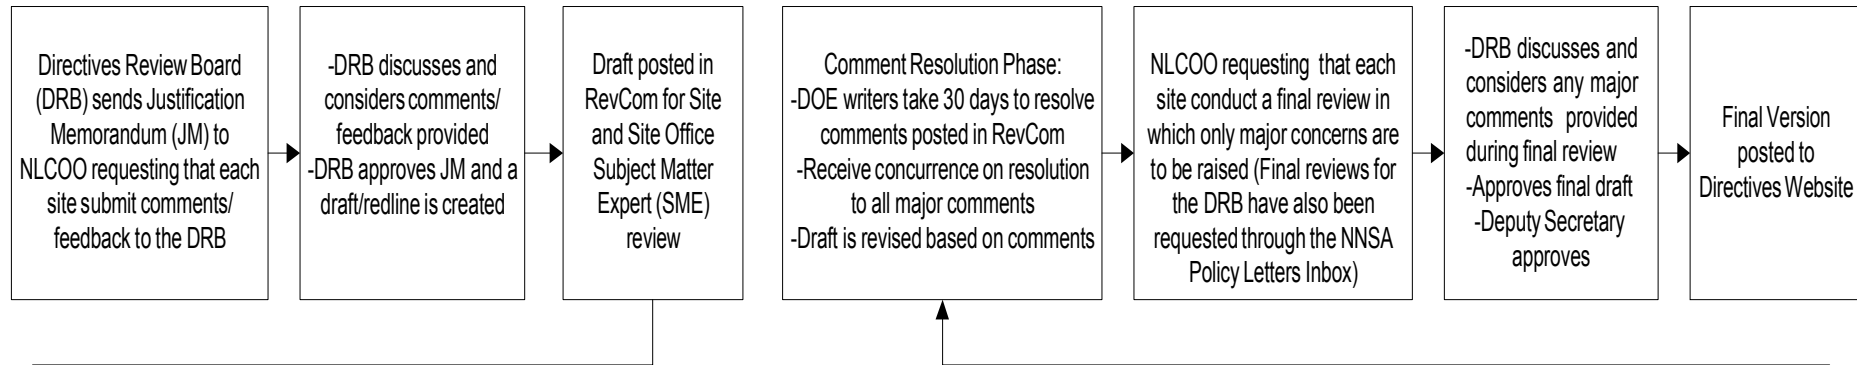 Directives Review Board
(DRB) sends Justification
Memorandum (JM) to
NLCOO requesting that each
site submit comments/
feedback to the DRB
-DRB discusses and
considers comments/
feedback provided
-DRB approves JM and a
draft/redline is created
Draft posted in
RevCom for Site
and Site Office
Subject Matter
Expert (SME)
review
Comment Resolution Phase:
-DOE writers take 30 days to resolve
comments posted in RevCom
-Receive concurrence on resolution
to all major comments
-Draft is revised based on comments
NLCOO requesting that each
site conduct a final review in
which only major concerns are
to be raised (Final reviews for
the DRB have also been
requested through the NNSA
Policy Letters Inbox)
-DRB discusses and
considers any major
comments provided
during final review
-Approves final draft
-Deputy Secretary
approves
Final Version
posted to
Directives Website